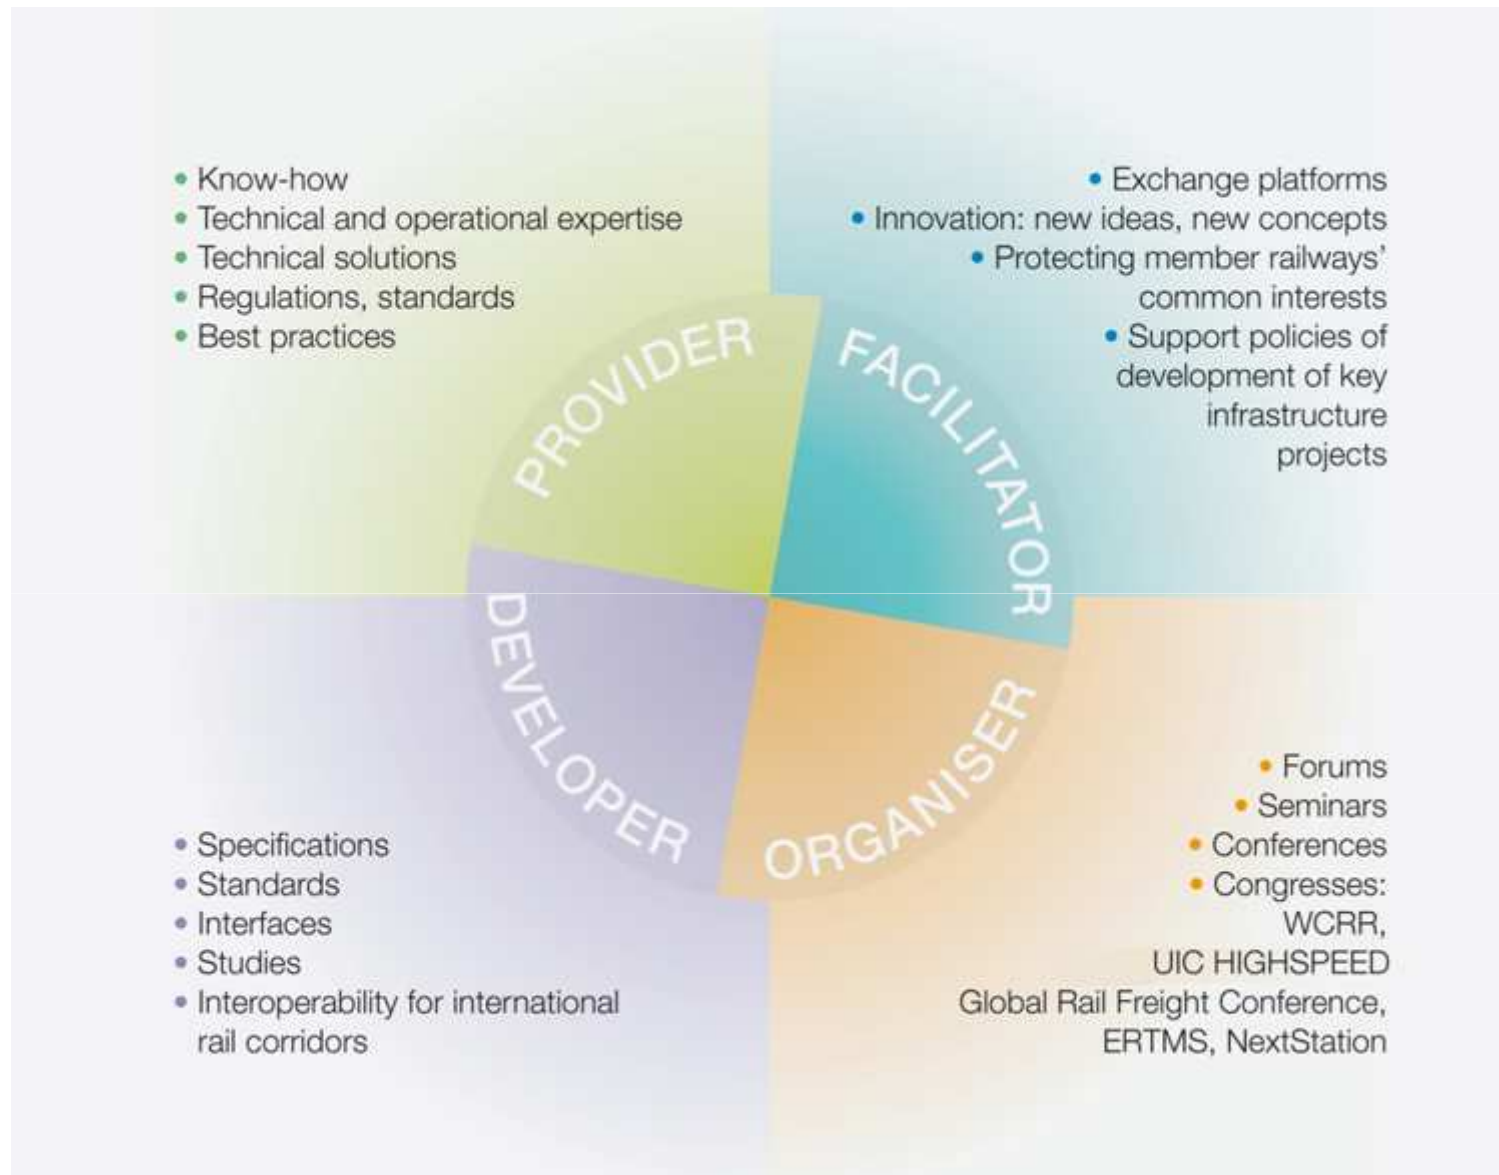 • Know-how
• Technical and operational expertise
• Technical solutions
• Regulations, standards
• Best practices
• Exchange platforms
• Innovation: new ideas, new concepts
• Protecting member railways'
common interests
• Support policies of
development of key
infrastructure
projects
PROVIDER
FACILITATOR
DEVELOPER
ORGANISER
• Specifications
• Standards
• Interfaces
• Studies
• Interoperability for international
rail corridors
• Forums
• Seminars
• Conferences
• Congresses:
WCRR,
UIC HIGHSPEED
Global Rail Freight Conference,
ERTMS, NextStation